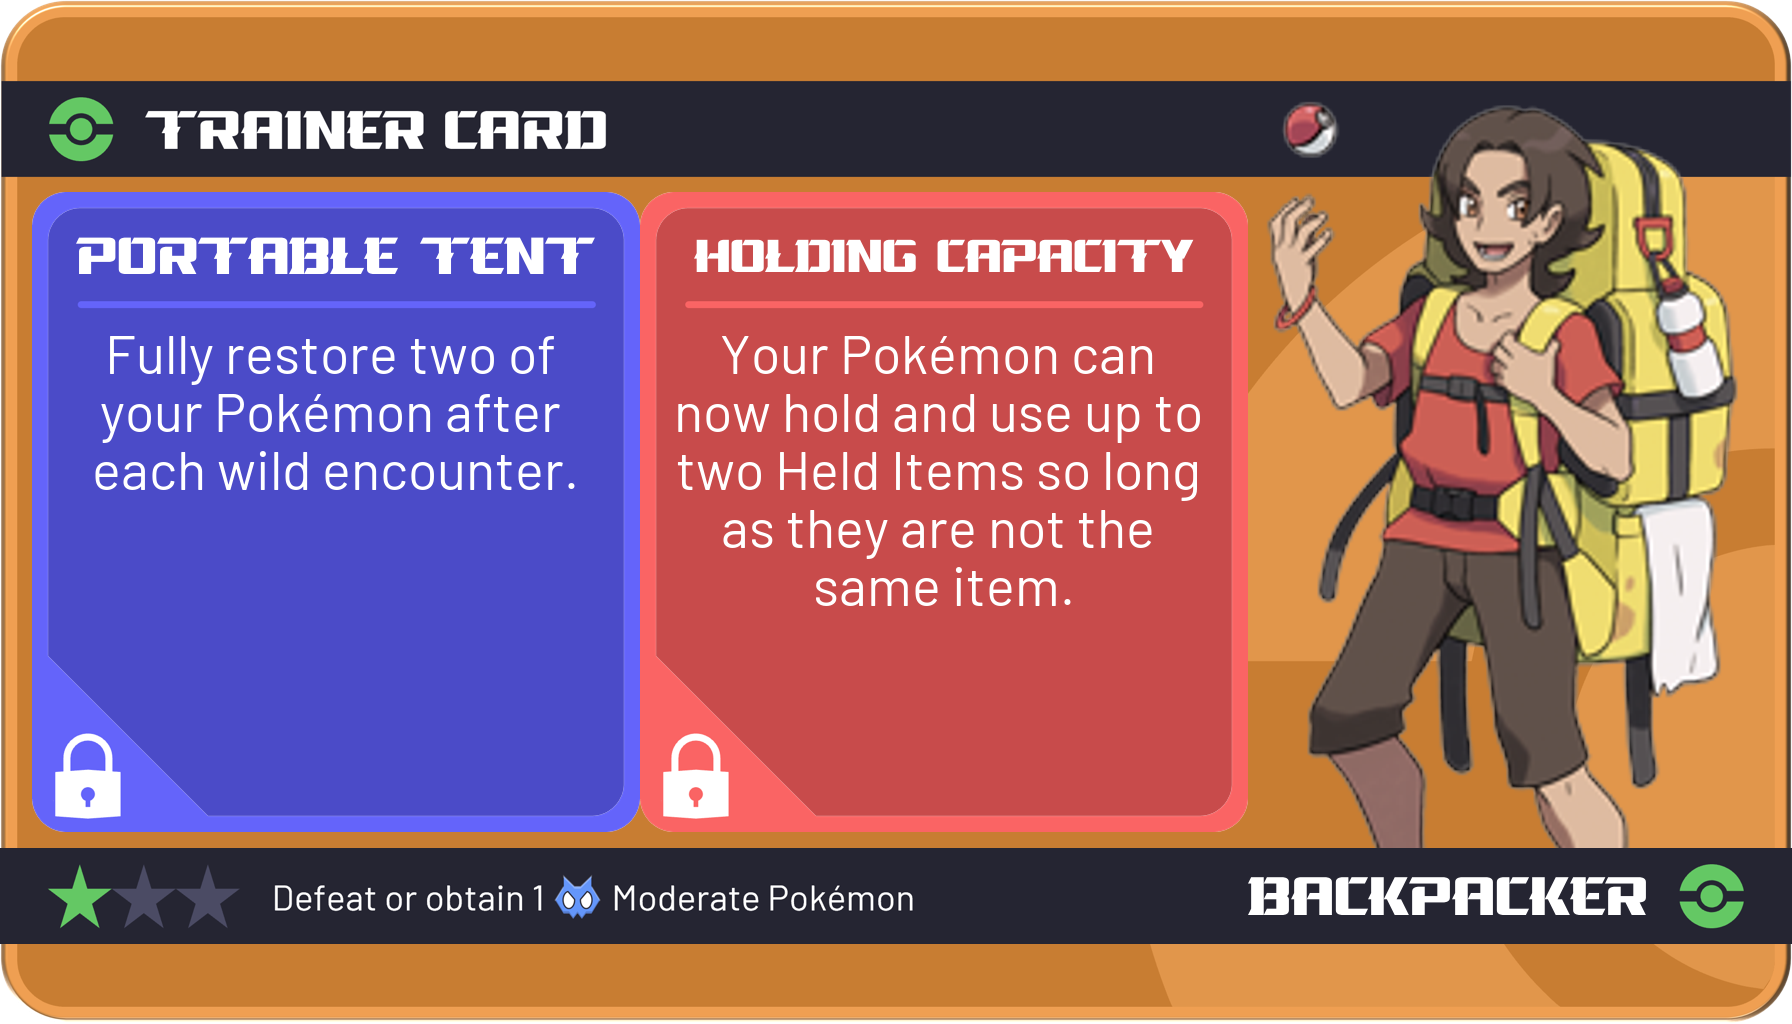 TRAINER CARD
PORTABLE TENT
Fully restore two of
your Pokémon after
each wild encounter.
HOLDING CAPACITY
Your Pokémon can
now hold and use up to
two Held Items so long
as they are not the
same item.
Defeat or obtain 1 Moderate Pokémon
BACKPACKER